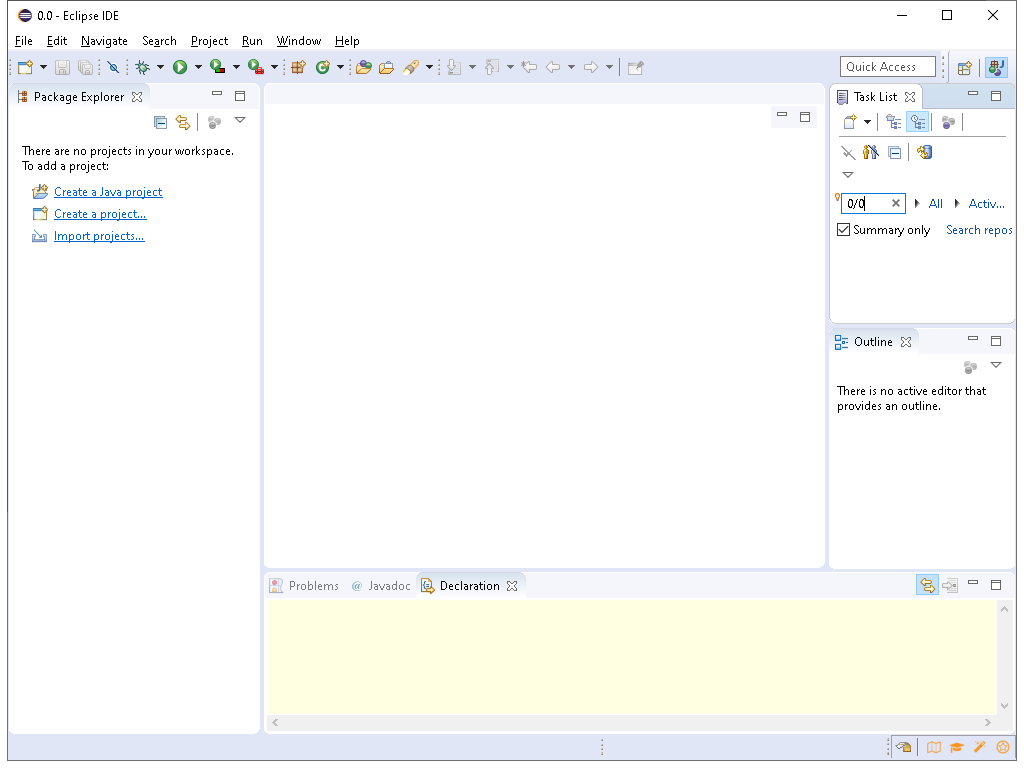 0.0 - Eclipse IDE
File Edit Navigate Search Project Run Window Help
Quick Access
Package Explorer
There are no projects in your workspace.
To add a project:
Create a Java project
Create a project...
Import projects...
Task List
0/0 All Activ...
Summary only Search repos
Outline
There is no active editor that
provides an outline.
Problems @ Javadoc Declaration